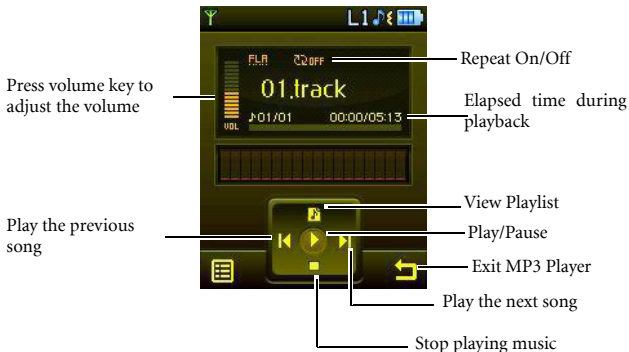 L1
FLA OFF
01.track
01/01 00:00/05:13
VOL
Press volume key to
adjust the volume
Play the previous
song
Repeat On/Off
Elapsed time during
playback
View Playlist
Play/Pause
Exit MP3 Player
Play the next song
Stop playing music